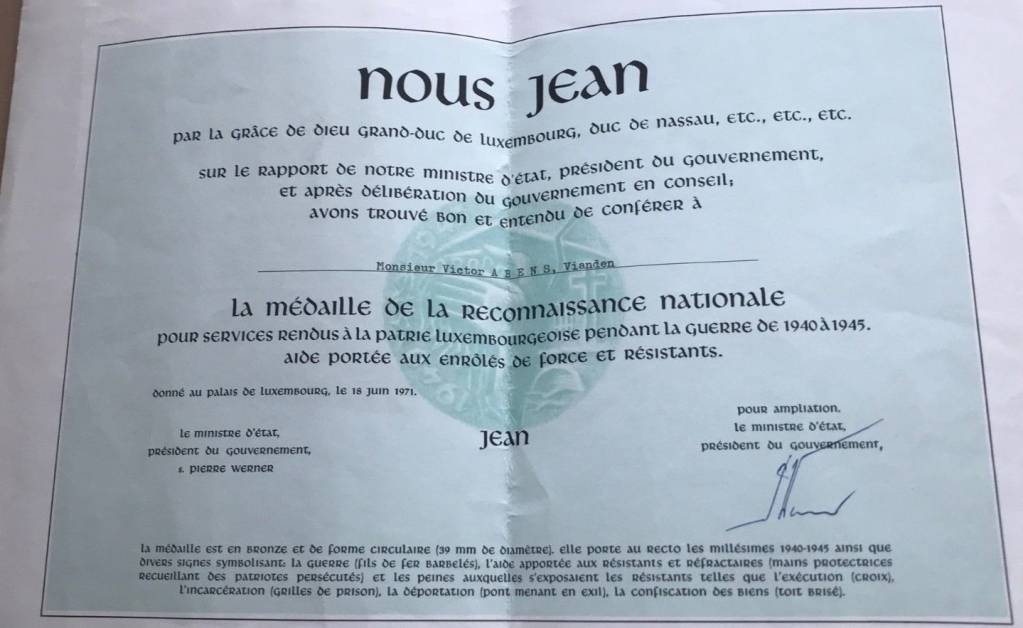 NOUS JEAN
PAR LA GRÂCE DE DIEU GRAND-DUC DE LUXEMBOURG, DUC DE NASSAU, ETC., ETC., ETC.
SUR LE RAPPORT DE NOTRE MINISTRE D'ÉTAT, PRÉSIDENT DU GOUVERNEMENT,
ET APRÈS DÉLIBÉRATION DU GOUVERNEMENT EN CONSEIL;
AVONS TROUVÉ BON ET ENTENDU DE CONFÉRER À
Monsieur Victor A B E N S, Vianden
LA MÉDAILLE DE LA RECONNAISSANCE NATIONALE
POUR SERVICES RENDUS À LA PATRIE LUXEMBOURGEOISE PENDANT LA GUERRE DE 1940 À 1945.
AIDE PORTÉE AUX ENRÔLÉS DE FORCE ET RÉSISTANTS.
DONNÉ AU PALAIS DE LUXEMBOURG, LE 18 JUIN 1971.
LE MINISTRE D'ÉTAT,
PRÉSIDENT DU GOUVERNEMENT,
S. PIERRE WERNER
JEAN
POUR AMPLIATION.
LE MINISTRE D'ÉTAT,
PRÉSIDENT DU GOUVERNEMENT,
LA MÉDAILLE EST EN BRONZE ET DE FORME CIRCULAIRE (39 MM DE DIAMÈTRE). ELLE PORTE AU RECTO LES MILLÉSIMES 1940-1945 AINSI QUE
DIVERS SIGNES SYMBOLISANT: LA GUERRE (FILS DE FER BARBELÉS), L'AIDE APPORTÉE AUX RÉSISTANTS ET RÉFRACTAIRES (MAINS PROTECTRICES
RECUEILLANT DES PATRIOTES PERSÉCUTÉS) ET LES PEINES AUXQUELLES S'EXPOSAIENT LES RÉSISTANTS TELLES QUE L'EXÉCUTION (CROIX),
L'INCARCÉRATION (GRILLES DE PRISON), LA DÉPORTATION (PONT MENANT EN EXIL), LA CONFISCATION DES BIENS (TOIT BRISÉ).